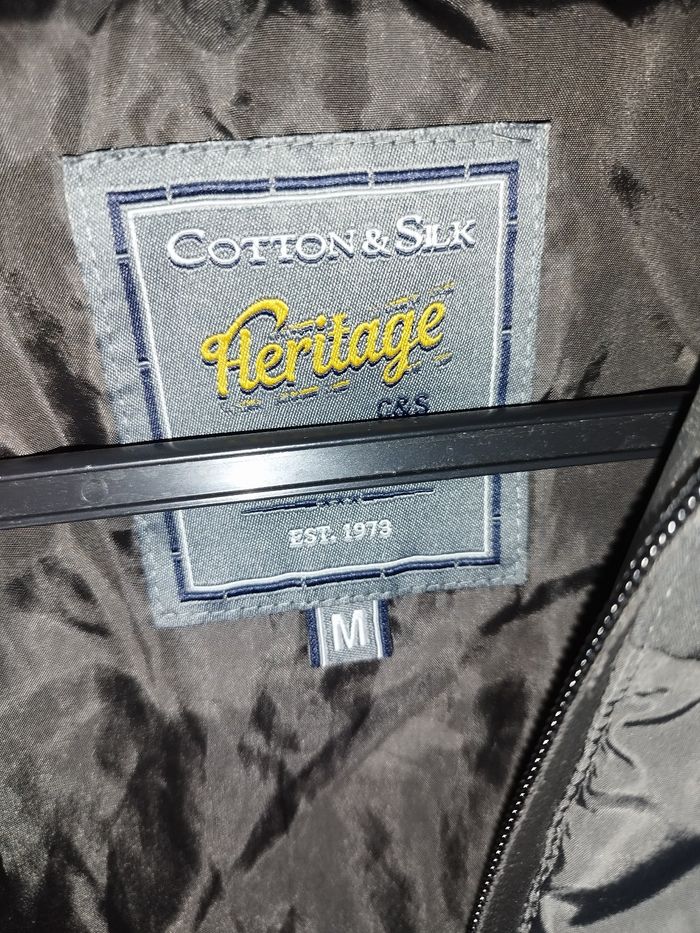 COTTON & SILK
Heritage
C&S
EST. 1973
M